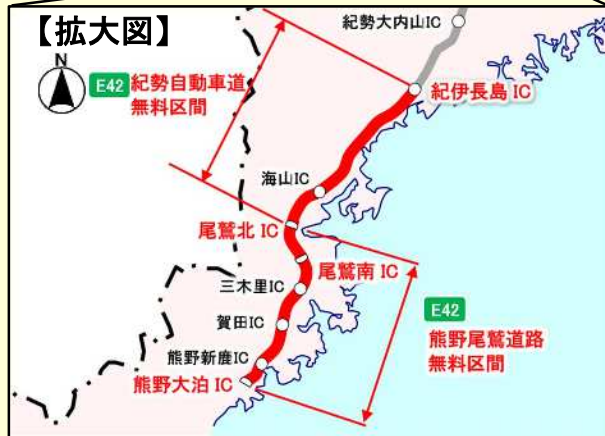 【拡大図】
紀勢大内山IC
N
E42 紀勢自動車道
無料区間
紀伊長島 IC
海山IC
尾鷲北 IC
尾鷲南 IC
三木里IC
賀田IC
E42
熊野尾鷲道路
無料区間
熊野新鹿IC
熊野大泊 IC